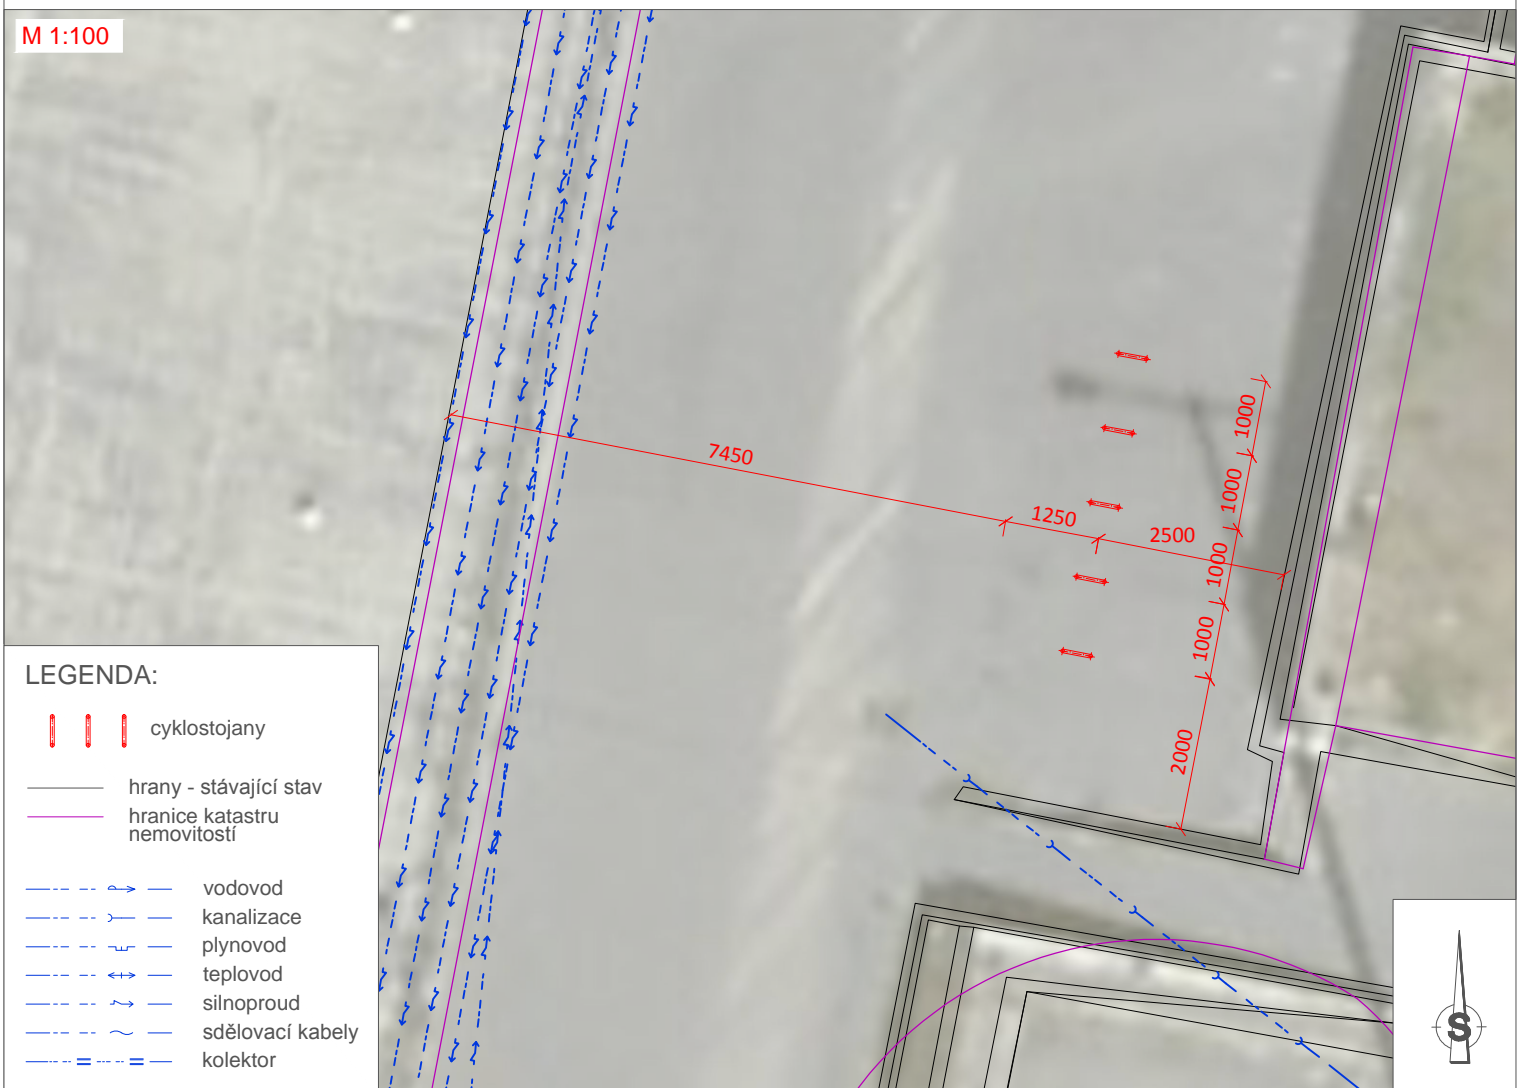 M 1:100
7450
1250
2500
1000
1000
1000
1000
2000
LEGENDA:
cyklostojany
hrany - stávající stav
hranice katastru
nemovitostí
vodovod
kanalizace
plynovod
teplovod
silnoproud
sdělovací kabely
kolektor
S